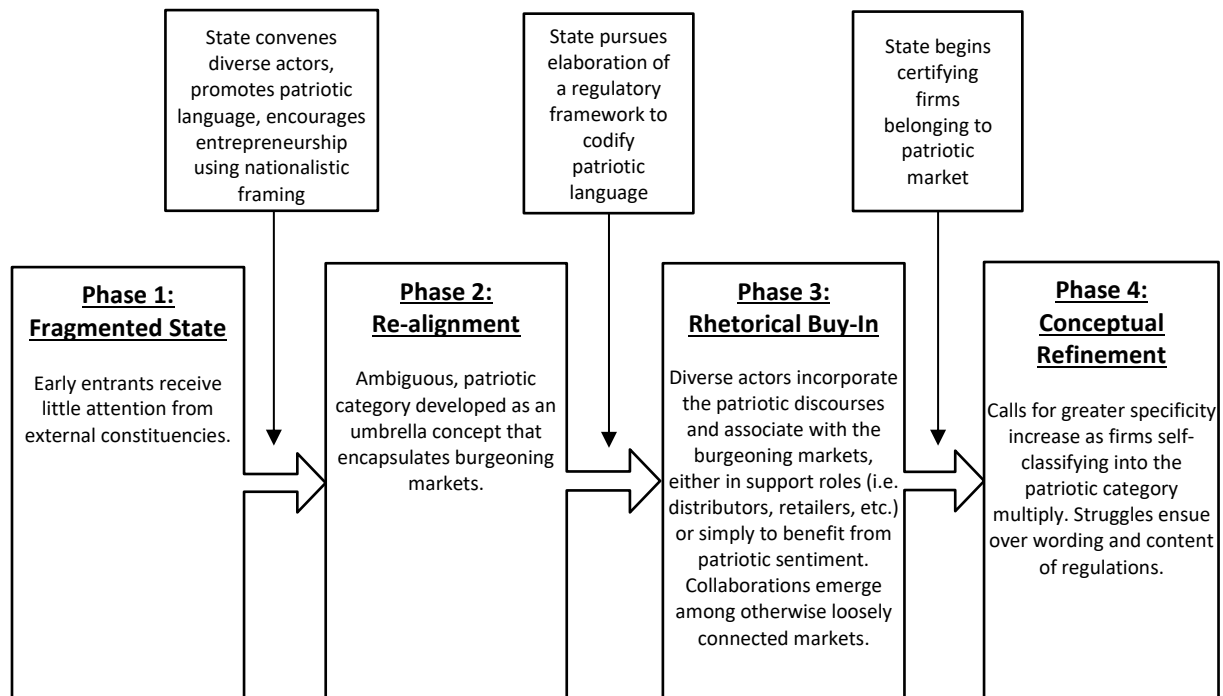 State convenes
diverse actors,
promotes patriotic
language, encourages
entrepreneurship
using nationalistic
framing
State pursues
elaboration of
a regulatory
framework to
codify
patriotic
language
State begins
certifying
firms
belonging to
patriotic
market
Phase 1:
Fragmented State
Early entrants receive
little attention from
external constituencies.
Phase 2:
Re-alignment
Ambiguous, patriotic
category developed as an
umbrella concept that
encapsulates burgeoning
markets.
Phase 3:
Rhetorical Buy-In
Diverse actors incorporate
the patriotic discourses
and associate with the
burgeoning markets,
either in support roles (i.e.
distributors, retailers, etc.)
or simply to benefit from
patriotic sentiment.
Collaborations emerge
among otherwise loosely
connected markets.
Phase 4:
Conceptual
Refinement
Calls for greater specificity
increase as firms self-
classifying into the
patriotic category
multiply. Struggles ensue
over wording and content
of regulations.